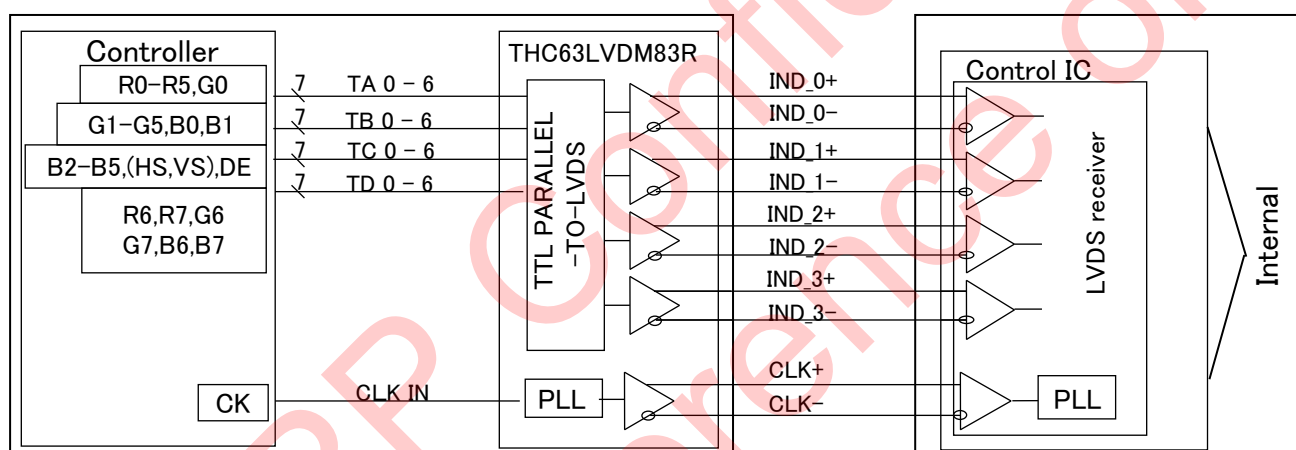 Controller
R0-R5,G0
G1-G5,B0,B1
B2-B5,(HS,VS),DE
R6,R7,G6
G7,B6,B7
CK
7 TA 0 - 6
7 TB 0 - 6
7 TC 0 - 6
7 TD 0 - 6
CLK IN
THC63LVDM83R
TTL PARALLEL
-TO-LVDS
PLL
IND_0+
IND_0-
IND_1+
IND_1-
IND_2+
IND_2-
IND_3+
IND_3-
CLK+
CLK-
Control IC
LVDS receiver
PLL
Internal